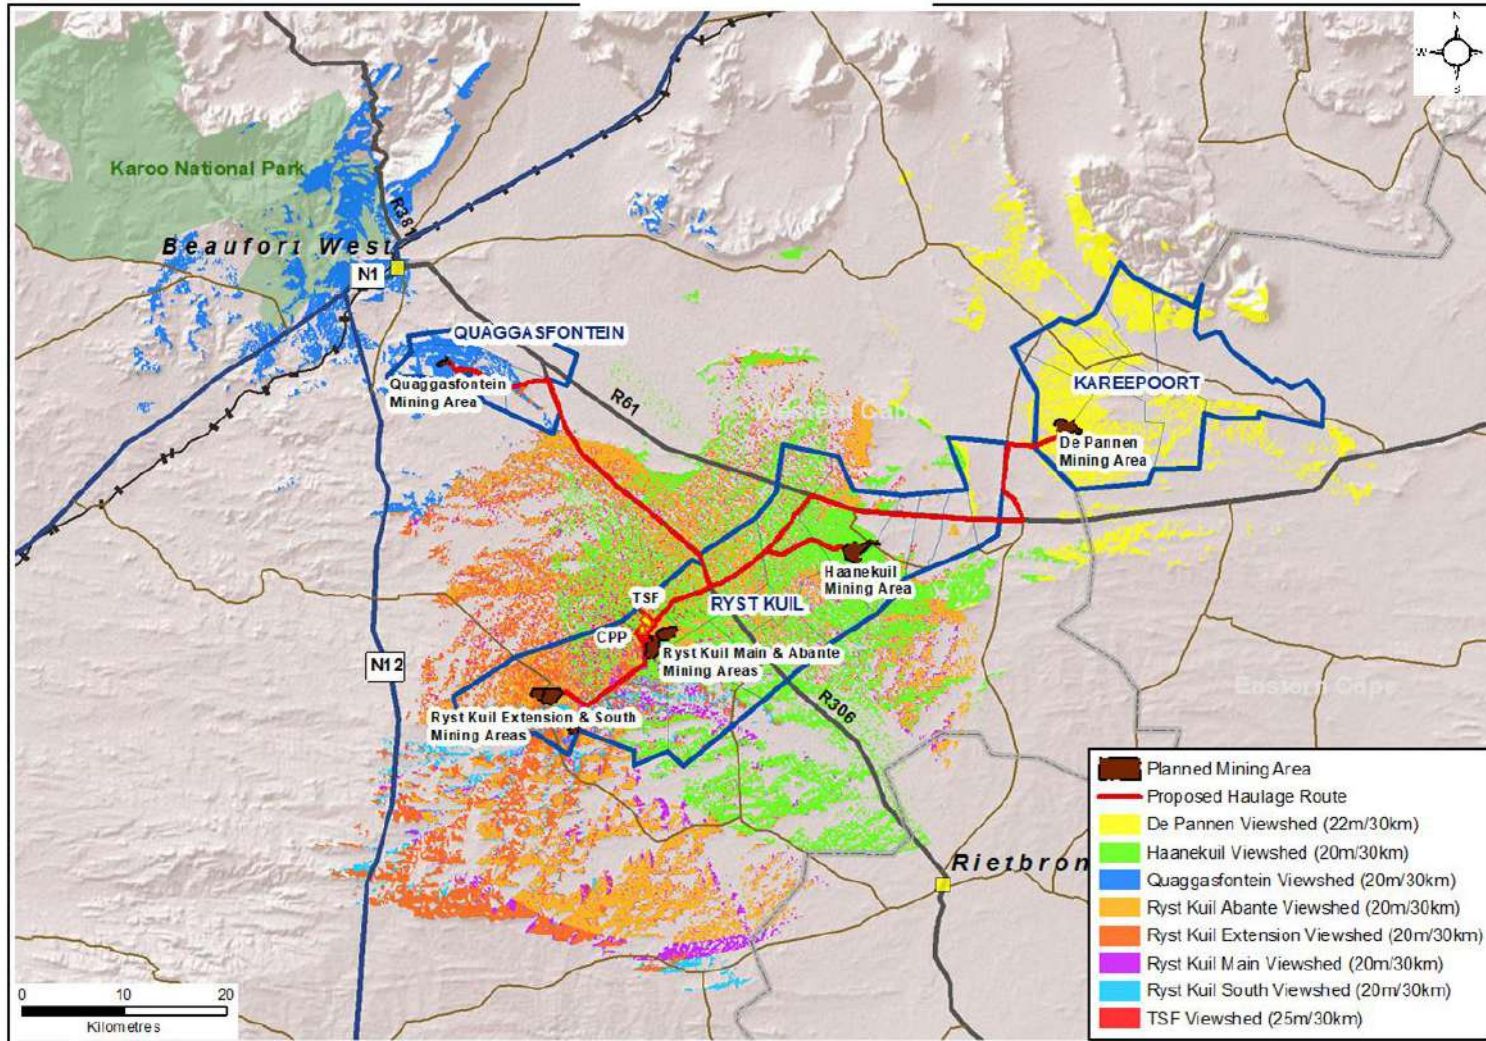 N
W
S
Karoo National Park
R381
Beaufort West
N1
QUAGGASFONTEIN
Quaggasfontein
Mining Area
R61
Western Cape
KAREEPOORT
De Pannen
Mining Area
Haanekuil
Mining Area
TSF
RYST KUIL
CPP
Ryst Kuil Main & Abante
Mining Areas
N12
Eastern Cape
R306
Ryst Kuil Extension & South
Mining Areas
Rietbron
Planned Mining Area
Proposed Haulage Route
De Pannen Viewshed (22m/30km)
Haanekuil Viewshed (20m/30km)
Quaggasfontein Viewshed (20m/30km)
Ryst Kuil Abante Viewshed (20m/30km)
Ryst Kuil Extension Viewshed (20m/30km)
Ryst Kuil Main Viewshed (20m/30km)
Ryst Kuil South Viewshed (20m/30km)
TSF Viewshed (25m/30km)
0 10 20
Kilometres